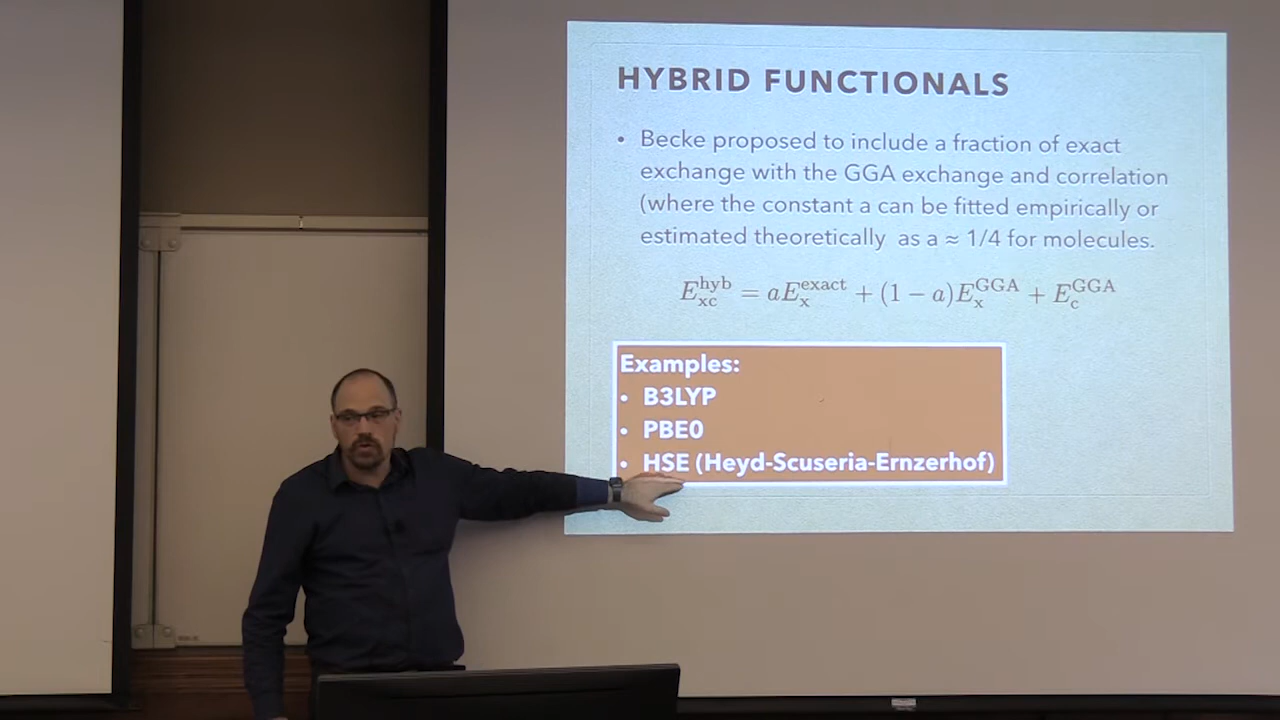 HYBRID FUNCTIONALS
• Becke proposed to include a fraction of exact
exchange with the GGA exchange and correlation
(where the constant a can be fitted empirically or
estimated theoretically as a ≈ 1/4 for molecules.
E_xc^hyb = aE_x^exact + (1 − a)E_x^GGA + E_c^GGA
Examples:
• B3LYP
• PBE0
• HSE (Heyd-Scuseria-Ernzerhof)